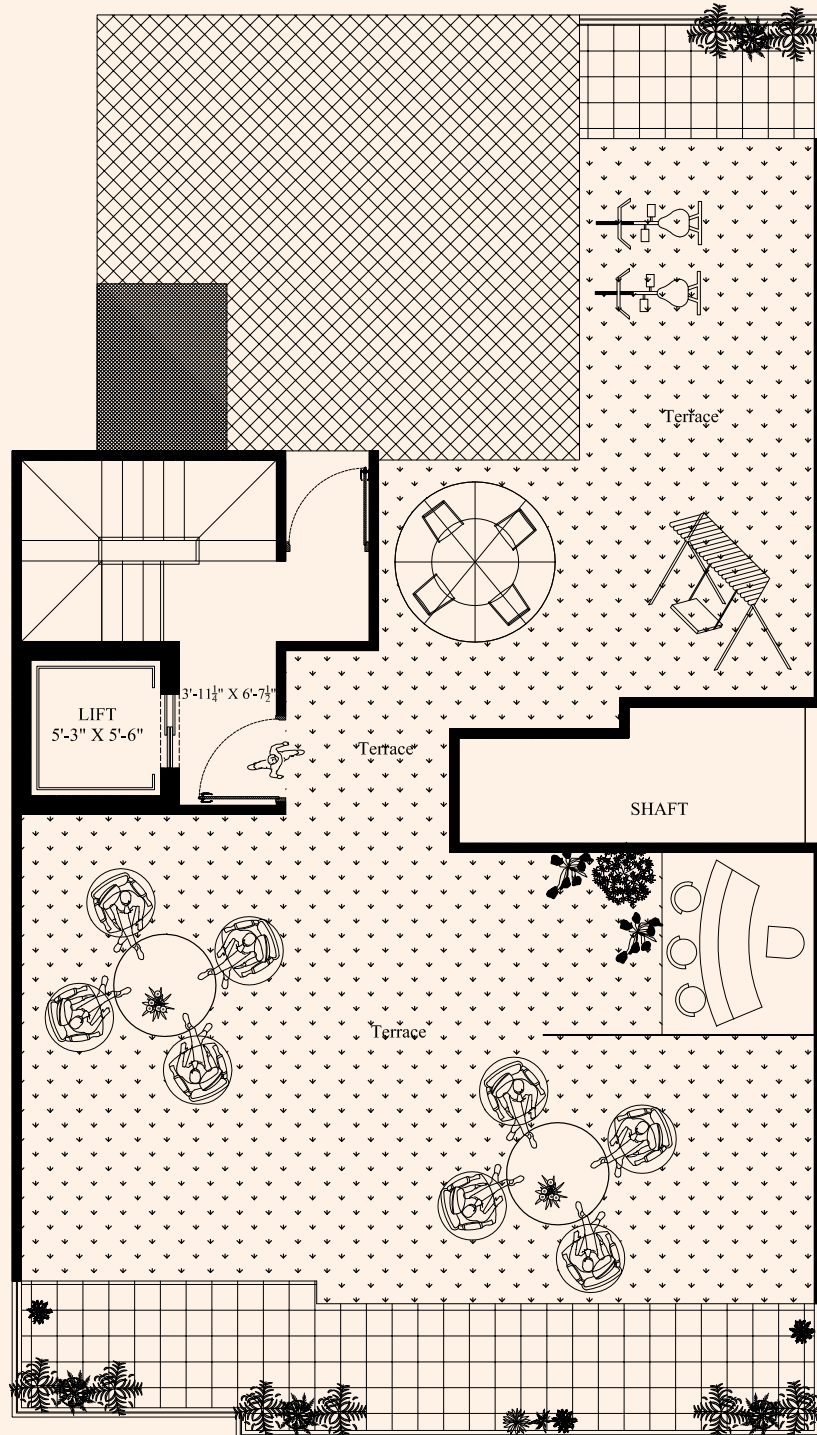 Terrace
3'-11¼" X 6'-7½"
LIFT
5'-3" X 5'-6"
Terrace
SHAFT
Terrace